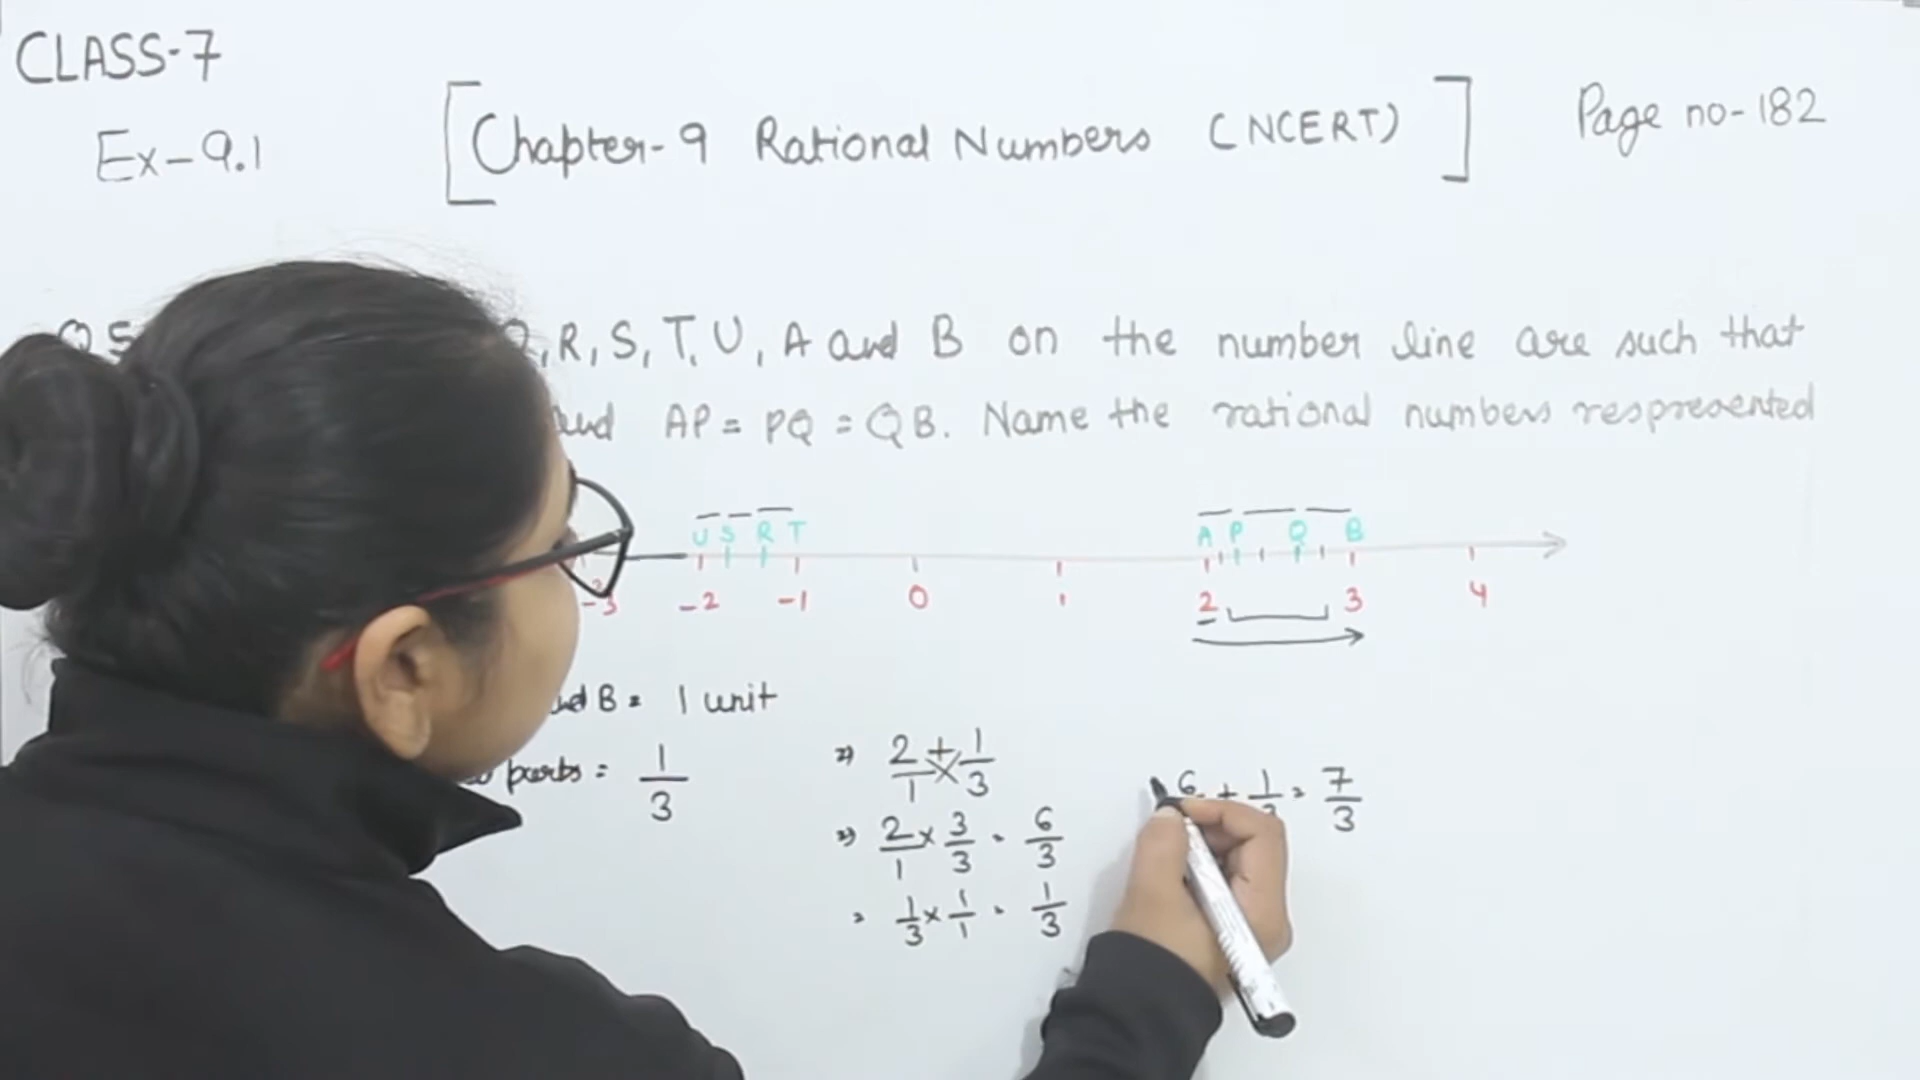 CLASS-7
Ex-9.1
[Chapter-9 Rational Numbers (NCERT)]
Page no-182
Q5 , R, S, T, U, A and B on the number line are such that
and AP = PQ = QB. Name the rational numbers respresented
U S R T A P Q B
-3 -2 -1 0 1 2 3 4
and B = 1 unit
parts = 1/3
2/1 + 1/3
2/1 × 3/3 = 6/3
= 1/3 × 1/1 = 1/3
6 + 1 = 7/3